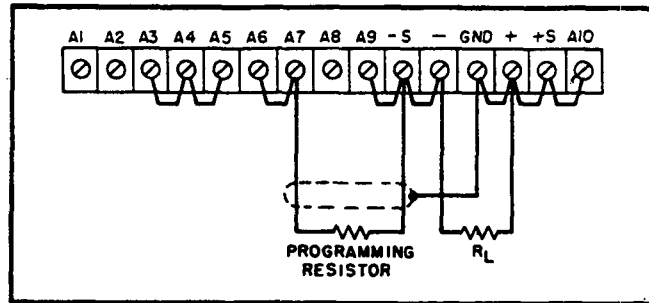 A1 A2 A3 A4 A5 A6 A7 A8 A9 -S - GND + +S A10
PROGRAMMING
RESISTOR
RL